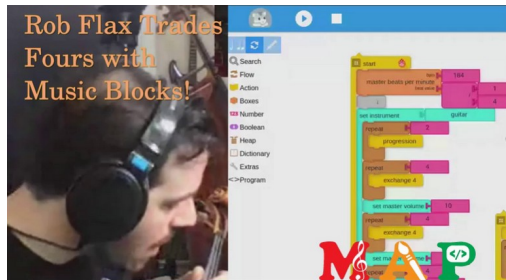 Rob Flax Trades
Fours with
Music Blocks!
Search
Flow
Action
Boxes
Number
Boolean
Heap
Dictionary
Extras
<>Program
start
master beats per minute
184
1
4
set instrument
guitar
repeat
2
progression
repeat
4
exchange 4
set master volume
10
repeat
4
exchange 4
MAP